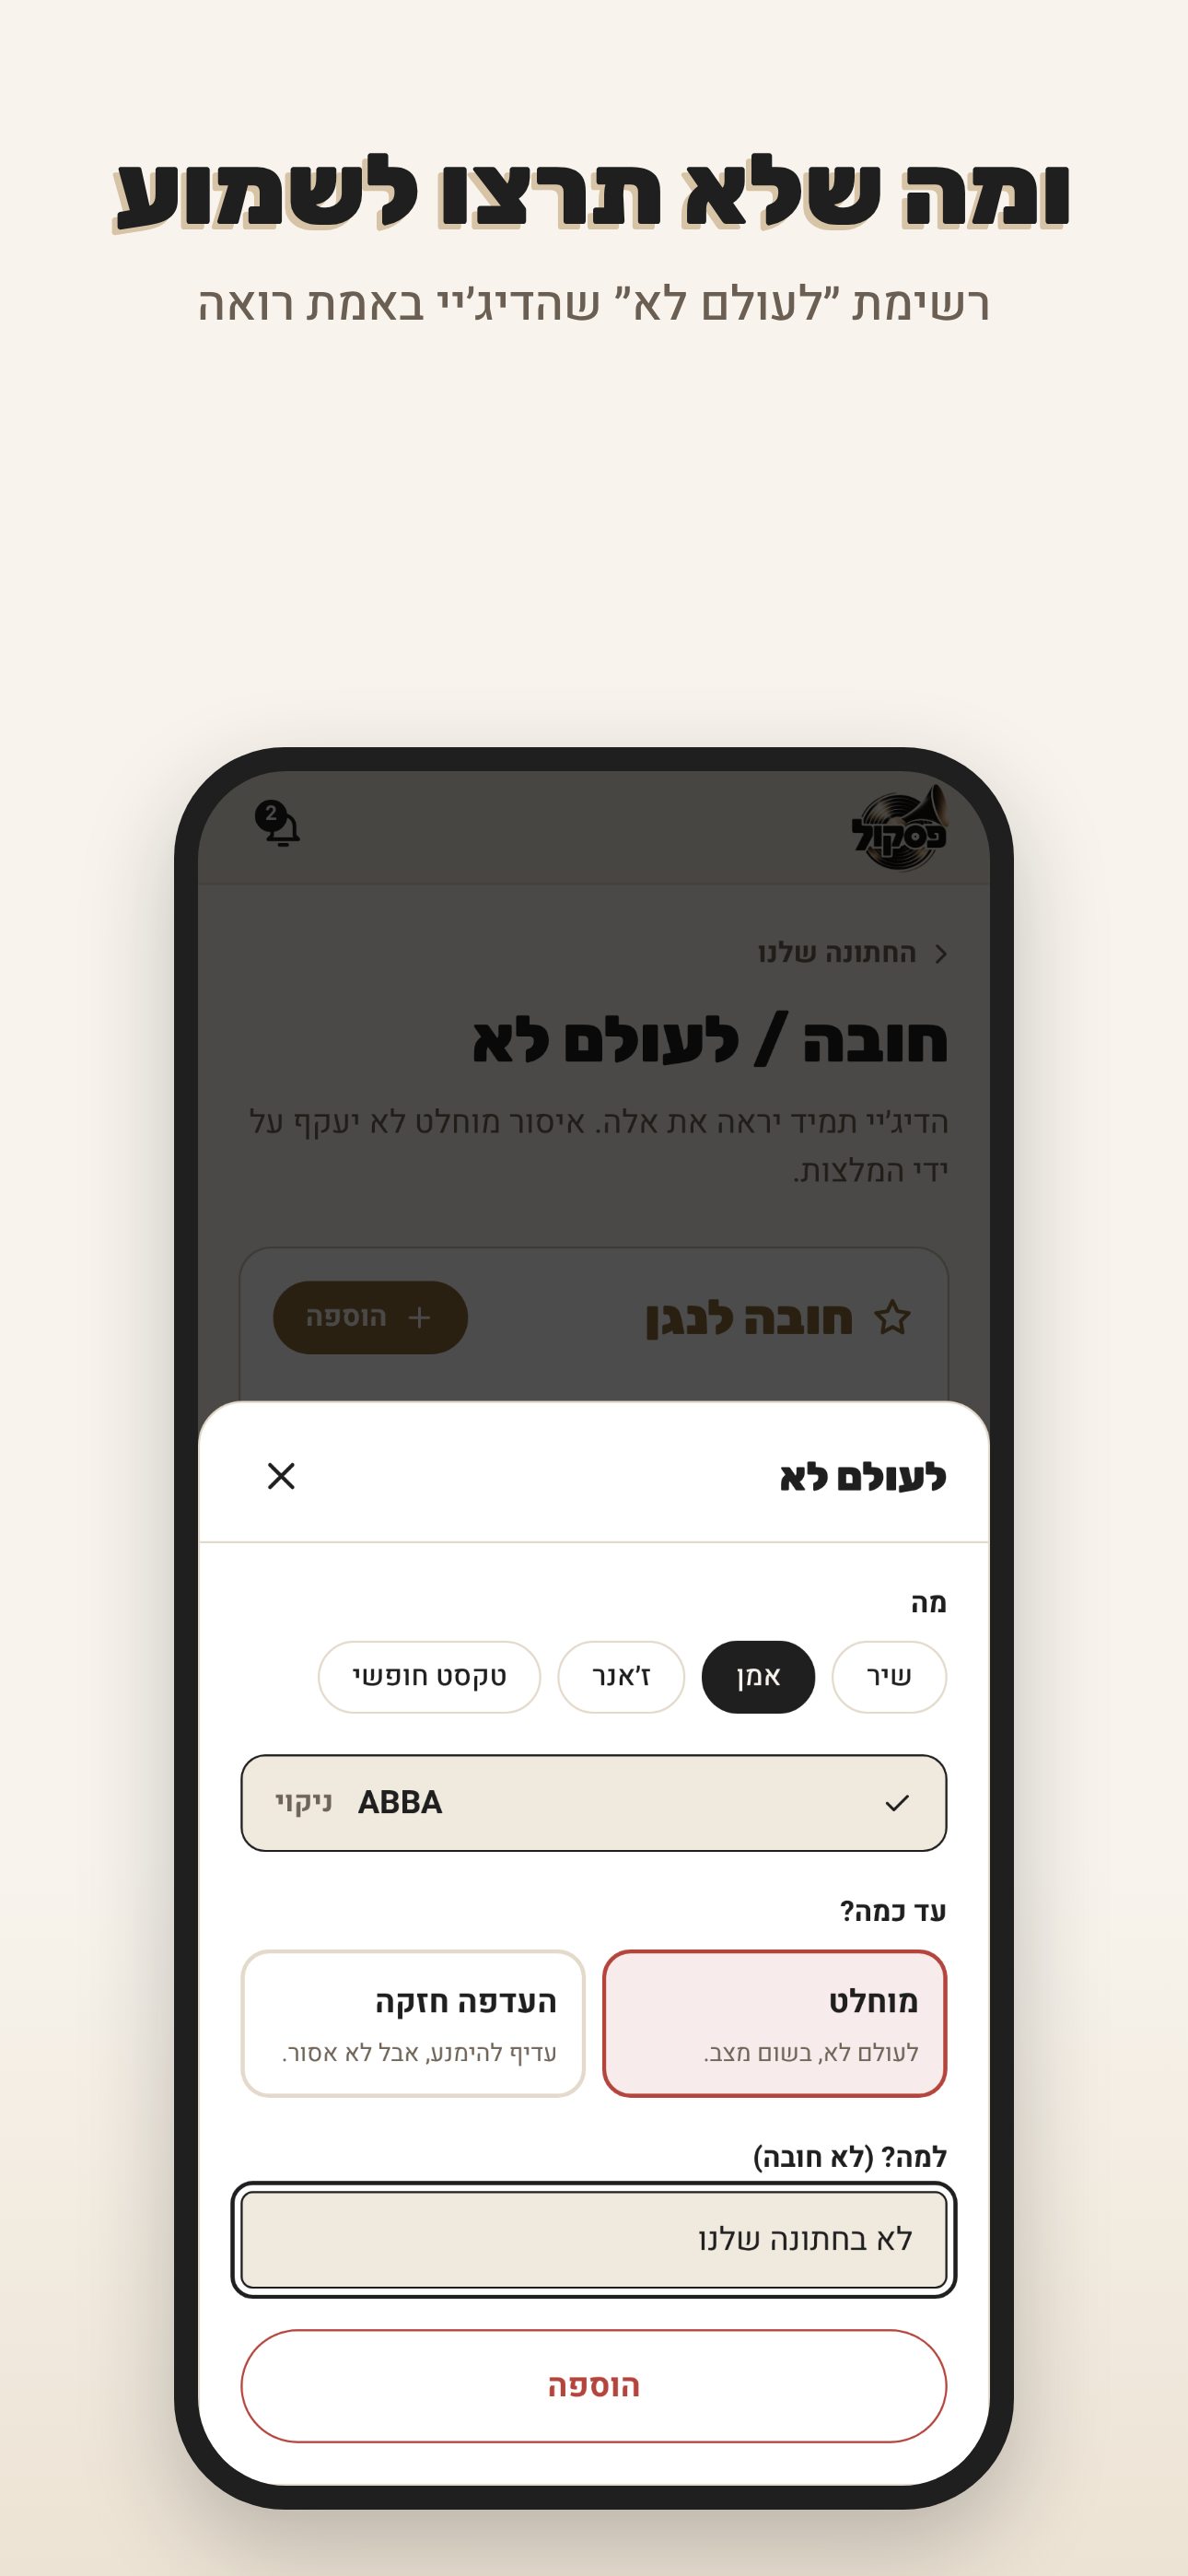 ומה שלא תרצו לשמוע
רשימת ״לעולם לא״ שהדיג׳יי באמת רואה
פסקול
2
החתונה שלנו
חובה / לעולם לא
הדיג׳יי תמיד יראה את אלה. איסור מוחלט לא יעקף על
ידי המלצות.
חובה לנגן
הוספה
לעולם לא
מה
שיר
אמן
ז׳אנר
טקסט חופשי
ABBA
ניקוי
עד כמה?
מוחלט
לעולם לא, בשום מצב.
העדפה חזקה
עדיף להימנע, אבל לא אסור.
למה? (לא חובה)
לא בחתונה שלנו
הוספה